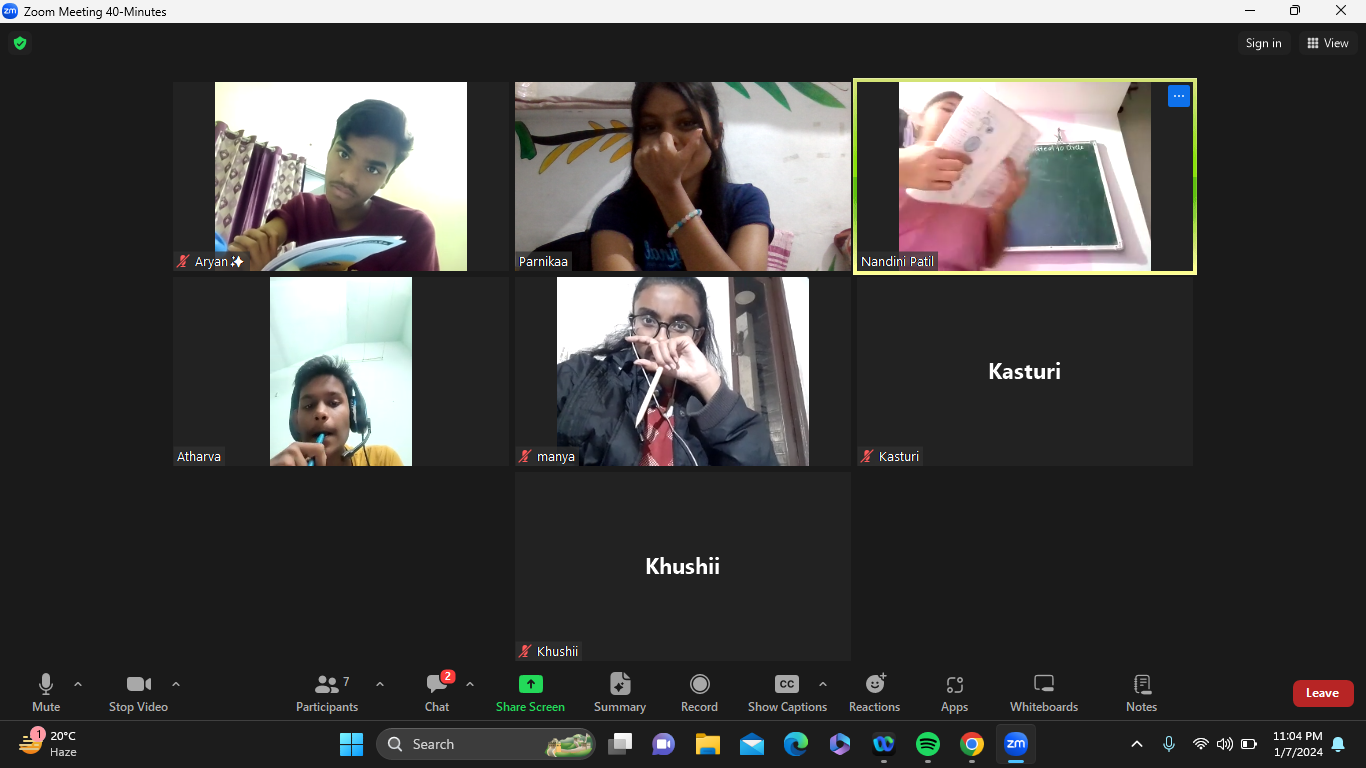 zm Zoom Meeting 40-Minutes
Sign in View
Aryan✨
Parnikaa
Nandini Patil
Atharva
manya
Kasturi
Kasturi
Khushii
Khushii
7
2
CC
Mute
Stop Video
Participants
Chat
Share Screen
Summary
Record
Show Captions
Reactions
Apps
Whiteboards
Notes
Leave
1
20°C
Haze
Search
zm
11:04 PM
1/7/2024